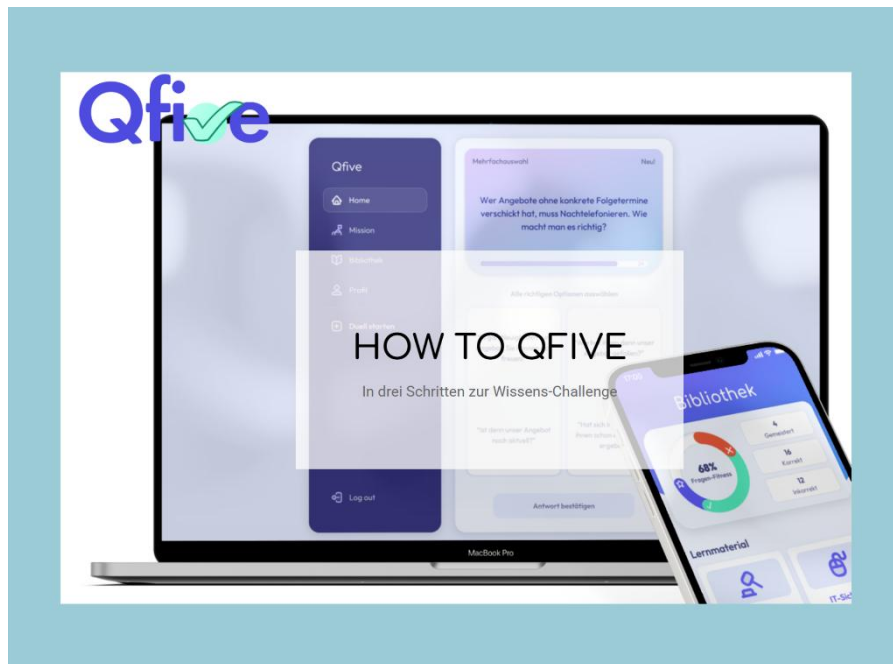 Qfive
Qfive
Home
Mission
Bibliothek
Profil
Duell starten
Log out
Mehrfachauswahl
Neu!
Wer Angebote ohne konkrete Folgetermine
verschickt hat, muss Nachtelefonieren. Wie
macht man es richtig?
Alle richtigen Optionen auswählen
HOW TO QFIVE
In drei Schritten zur Wissens-Challenge
"Ist denn unser Angebot
noch aktuell?"
Antwort bestätigen
MacBook Pro
17:00
Bibliothek
68%
Fragen-Fitness
4
Gemeistert
16
Korrekt
12
Inkorrekt
Lernmaterial